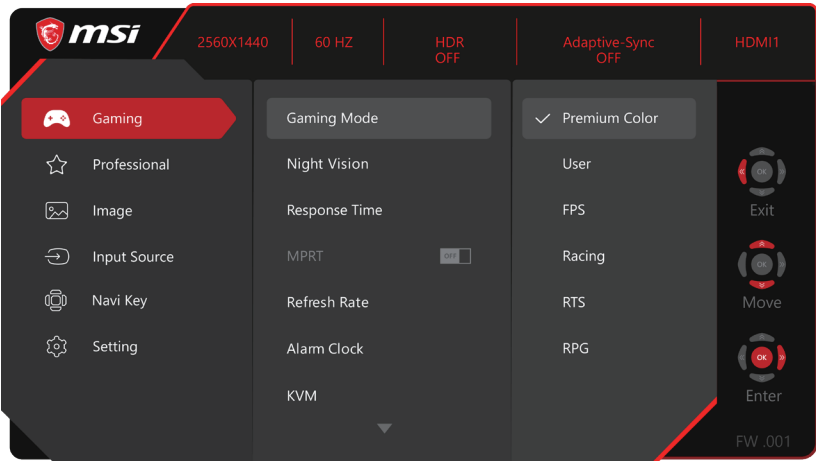 msi
2560X1440
60 HZ
HDR
OFF
Adaptive-Sync
OFF
HDMI1
Gaming
Professional
Image
Input Source
Navi Key
Setting
Gaming Mode
Night Vision
Response Time
MPRT OFF
Refresh Rate
Alarm Clock
KVM
Premium Color
User
FPS
Racing
RTS
RPG
OK
Exit
OK
Move
OK
Enter
FW .001